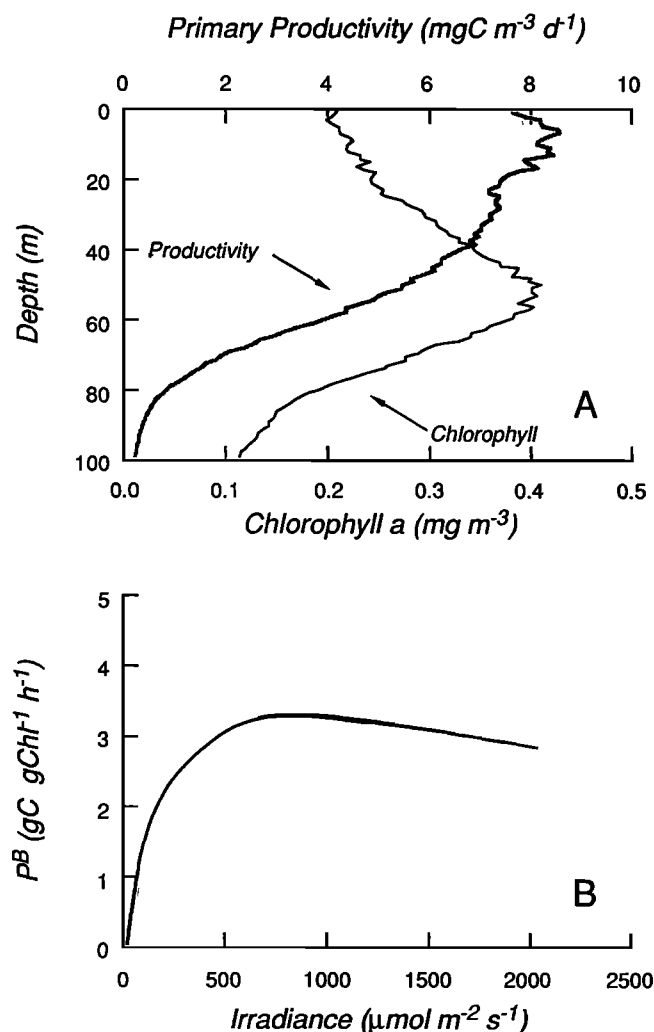 Primary Productivity (mgC m-3 d-1)
0 2 4 6 8 10
0
20
Productivity
40
Depth (m)
60
80
A
Chlorophyll
100
0.0 0.1 0.2 0.3 0.4 0.5
Chlorophyll a (mg m-3)
5
4
3
PB (gC gChl-1 h-1)
2
1
B
0
0 500 1000 1500 2000 2500
Irradiance (μmol m-2 s-1)